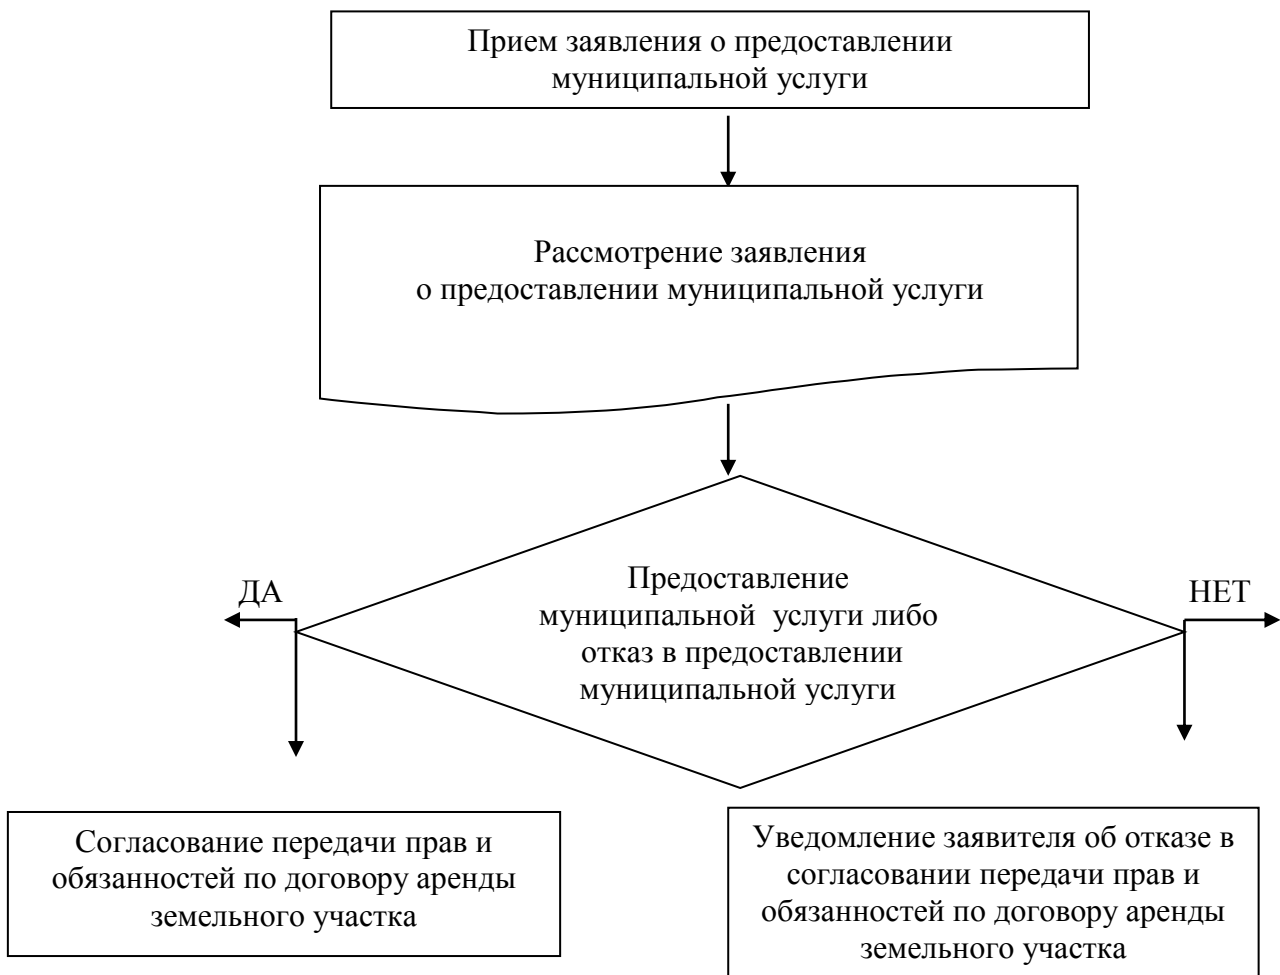 Прием заявления о предоставлении
муниципальной услуги
Рассмотрение заявления
о предоставлении муниципальной услуги
ДА
Предоставление
муниципальной услуги либо
отказ в предоставлении
муниципальной услуги
НЕТ
Согласование передачи прав и
обязанностей по договору аренды
земельного участка
Уведомление заявителя об отказе в
согласовании передачи прав и
обязанностей по договору аренды
земельного участка